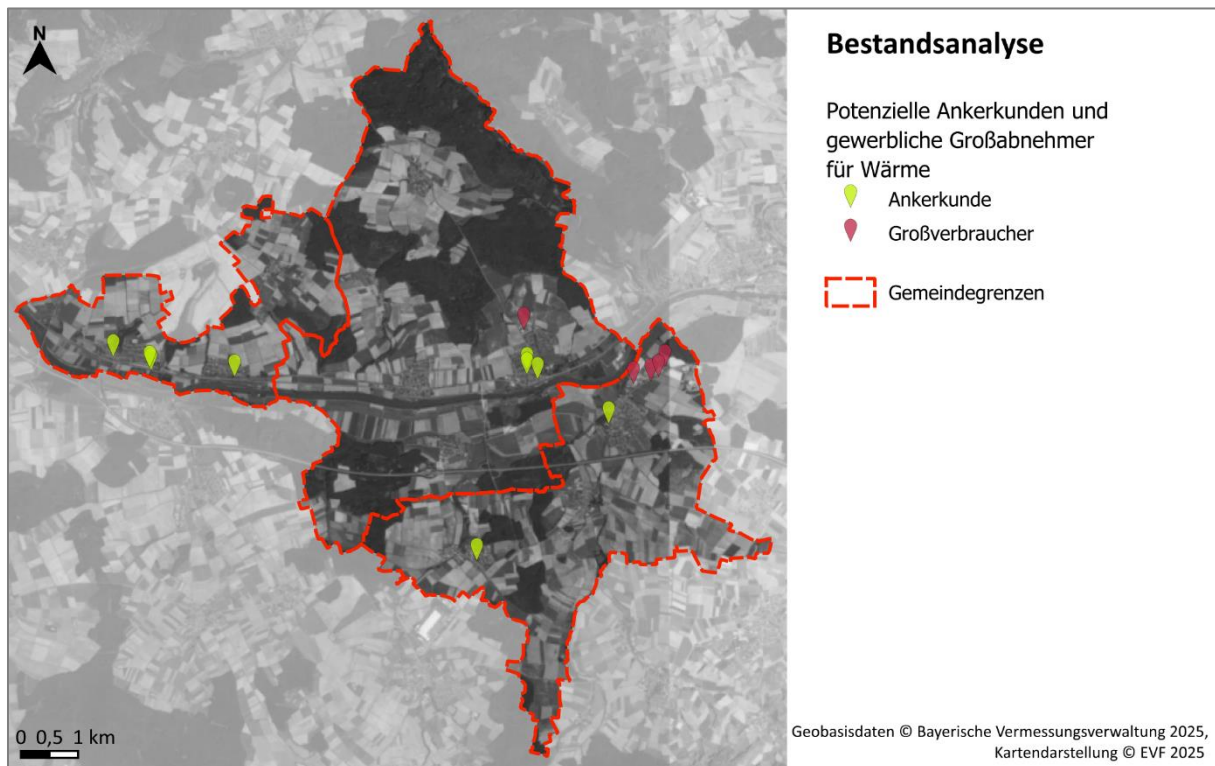 N
Bestandsanalyse
Potenzielle Ankerkunden und
gewerbliche Großabnehmer
für Wärme
Ankerkunde
Großverbraucher
Gemeindegrenzen
0 0,5 1 km
Geobasisdaten © Bayerische Vermessungsverwaltung 2025,
Kartendarstellung © EVF 2025